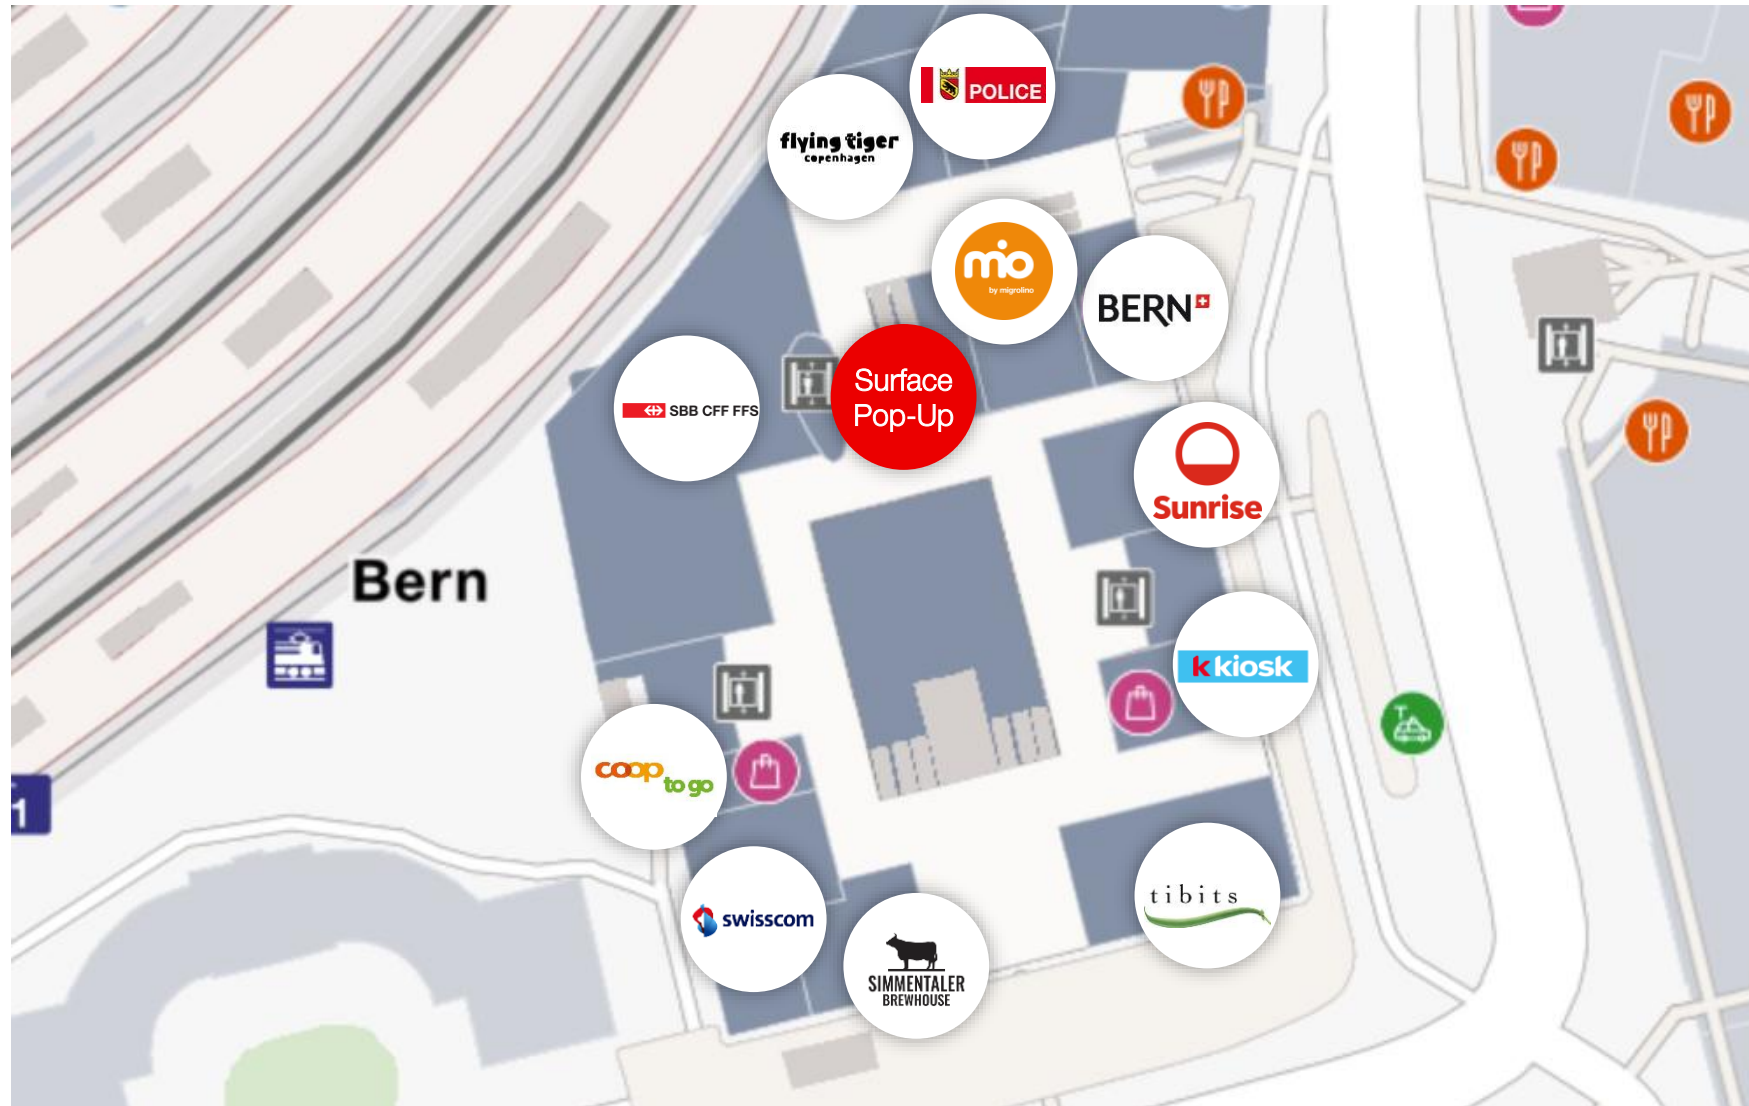 POLICE
flying tiger
copenhagen
mio
by migrolino
BERN
SBB CFF FFS
Surface
Pop-Up
Sunrise
Bern
k kiosk
coop
to go
1
swisscom
tibits
SIMMENTALER
BREWHOUSE